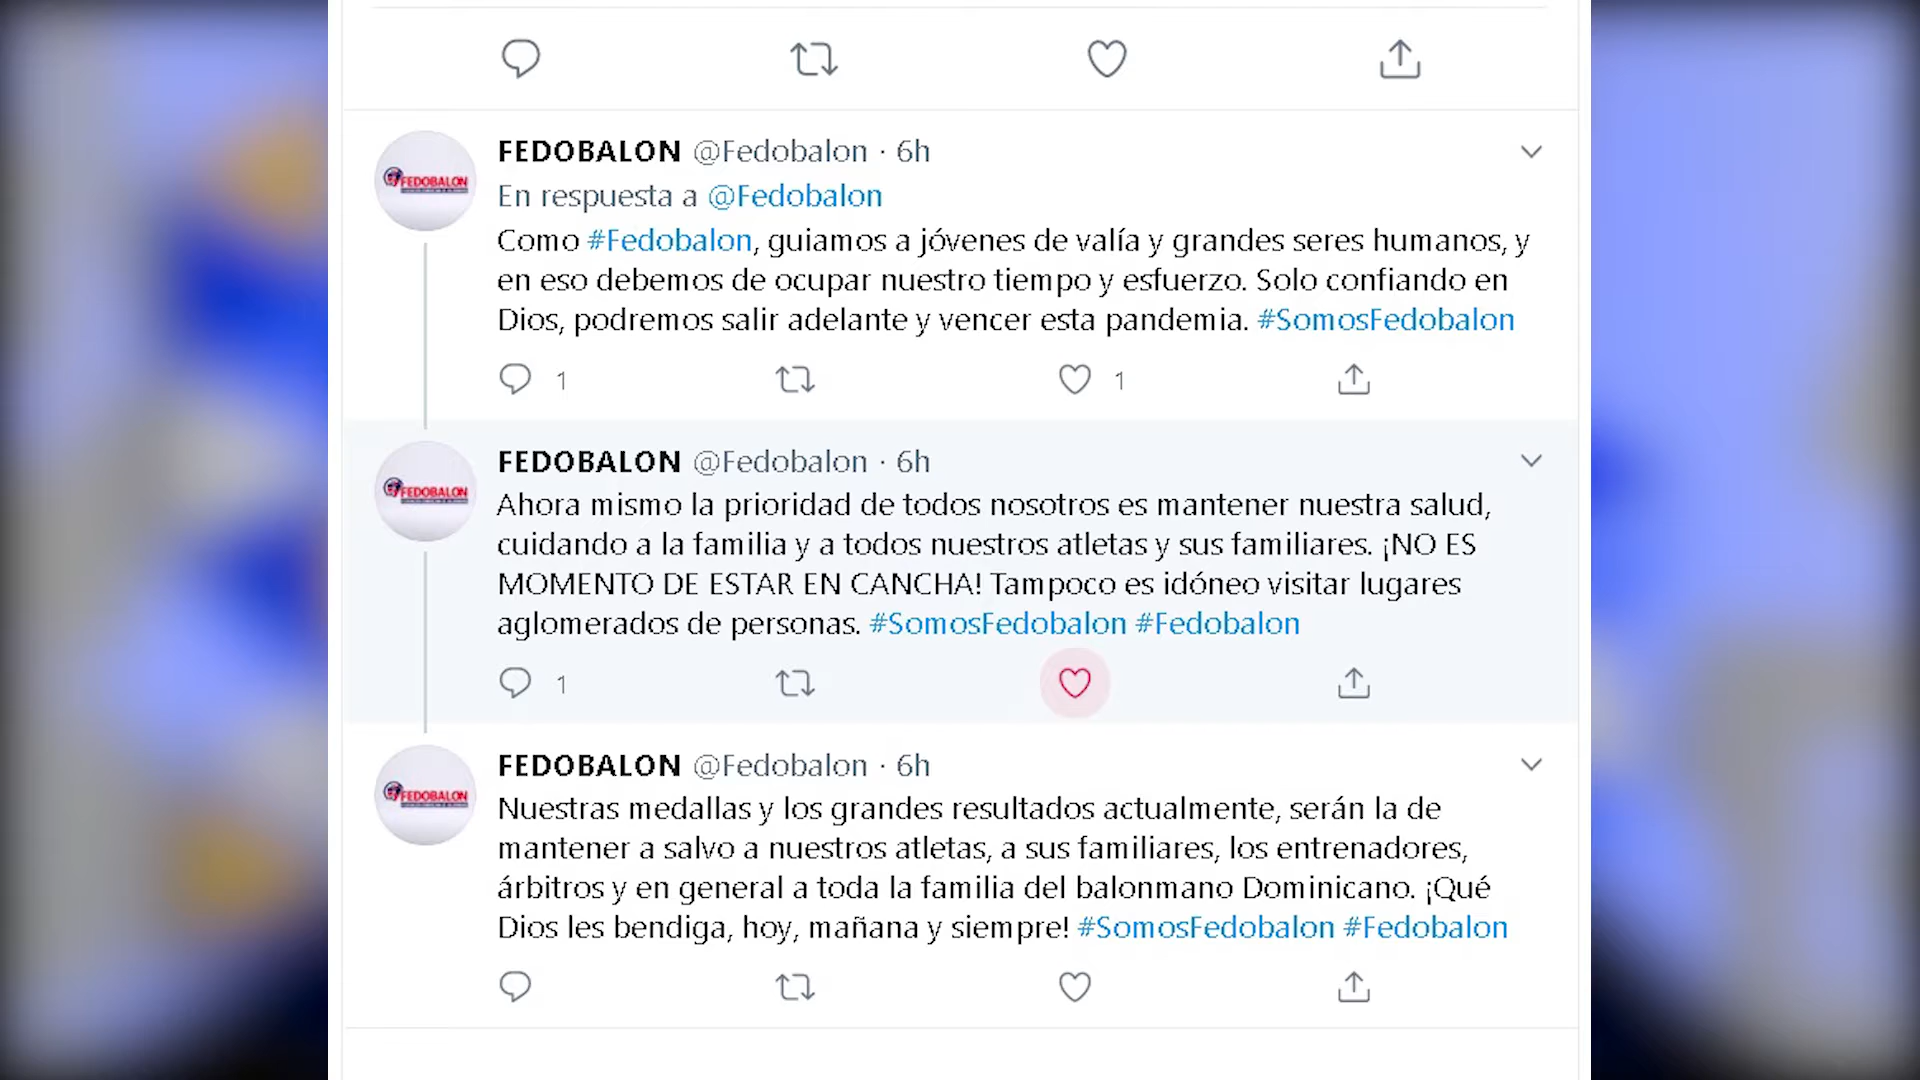 FEDOBALON @Fedobalon · 6h
En respuesta a @Fedobalon
Como #Fedobalon, guiamos a jóvenes de valía y grandes seres humanos, y
en eso debemos de ocupar nuestro tiempo y esfuerzo. Solo confiando en
Dios, podremos salir adelante y vencer esta pandemia. #SomosFedobalon
1 1
FEDOBALON @Fedobalon · 6h
Ahora mismo la prioridad de todos nosotros es mantener nuestra salud,
cuidando a la familia y a todos nuestros atletas y sus familiares. ¡NO ES
MOMENTO DE ESTAR EN CANCHA! Tampoco es idóneo visitar lugares
aglomerados de personas. #SomosFedobalon #Fedobalon
1
FEDOBALON @Fedobalon · 6h
Nuestras medallas y los grandes resultados actualmente, serán la de
mantener a salvo a nuestros atletas, a sus familiares, los entrenadores,
árbitros y en general a toda la familia del balonmano Dominicano. ¡Qué
Dios les bendiga, hoy, mañana y siempre! #SomosFedobalon #Fedobalon
FEDOBALON
FEDOBALON
FEDOBALON